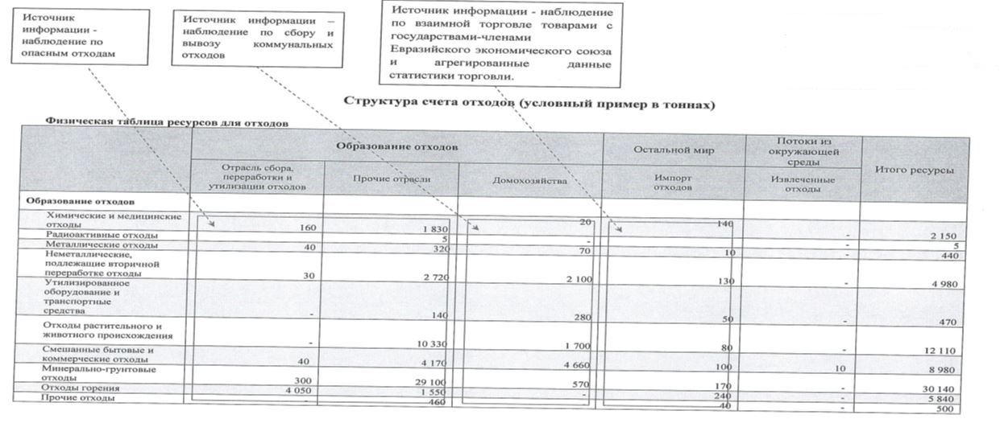 Источник
информации -
наблюдение по
опасным отходам
Источник информации –
наблюдение по сбору и
вывозу коммунальных
отходов
Источник информации - наблюдение
по взаимной торговле товарами с
государствами-членами
Евразийского экономического союза
и агрегированные данные
статистики торговли.
Структура счета отходов (условный пример в тоннах)
Физическая таблица ресурсов для отходов
Образование отходов
Остальной мир
Потоки из
окружающей
среды
Итого ресурсы
Отрасль сбора,
переработки и
утилизации отходов
Прочие отрасли
Домохозяйства
Импорт
отходов
Извлеченные
отходы
Образование отходов
Химические и медицинские
отходы 160 1 830 20 140 - 2 150
Радиоактивные отходы 5 - - 5
Металлические отходы 40 320 70 10 - 440
Неметаллические,
подлежащие вторичной
переработке отходы 30 2 720 2 100 130 - 4 980
Утилизированное
оборудование и
транспортные
средства - 140 280 50 - 470
Отходы растительного и
животного происхождения - 10 330 1 700 80 - 12 110
Смешанные бытовые и
коммерческие отходы 40 4 170 4 660 100 10 8 980
Минерально-грунтовые
отходы 300 29 100 570 170 - 30 140
Отходы горения 4 050 1 550 - 240 - 5 840
Прочие отходы - 460 - 40 - 500